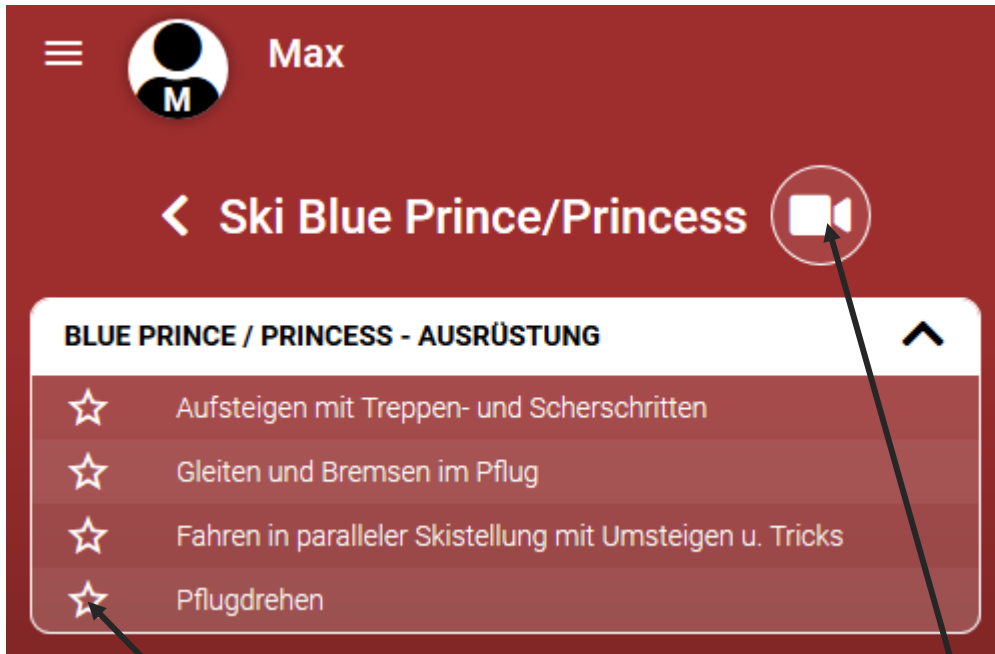 Max
M
Ski Blue Prince/Princess
BLUE PRINCE / PRINCESS - AUSRÜSTUNG
Aufsteigen mit Treppen- und Scherschritten
Gleiten und Bremsen im Pflug
Fahren in paralleler Skistellung mit Umsteigen u. Tricks
Pflugdrehen